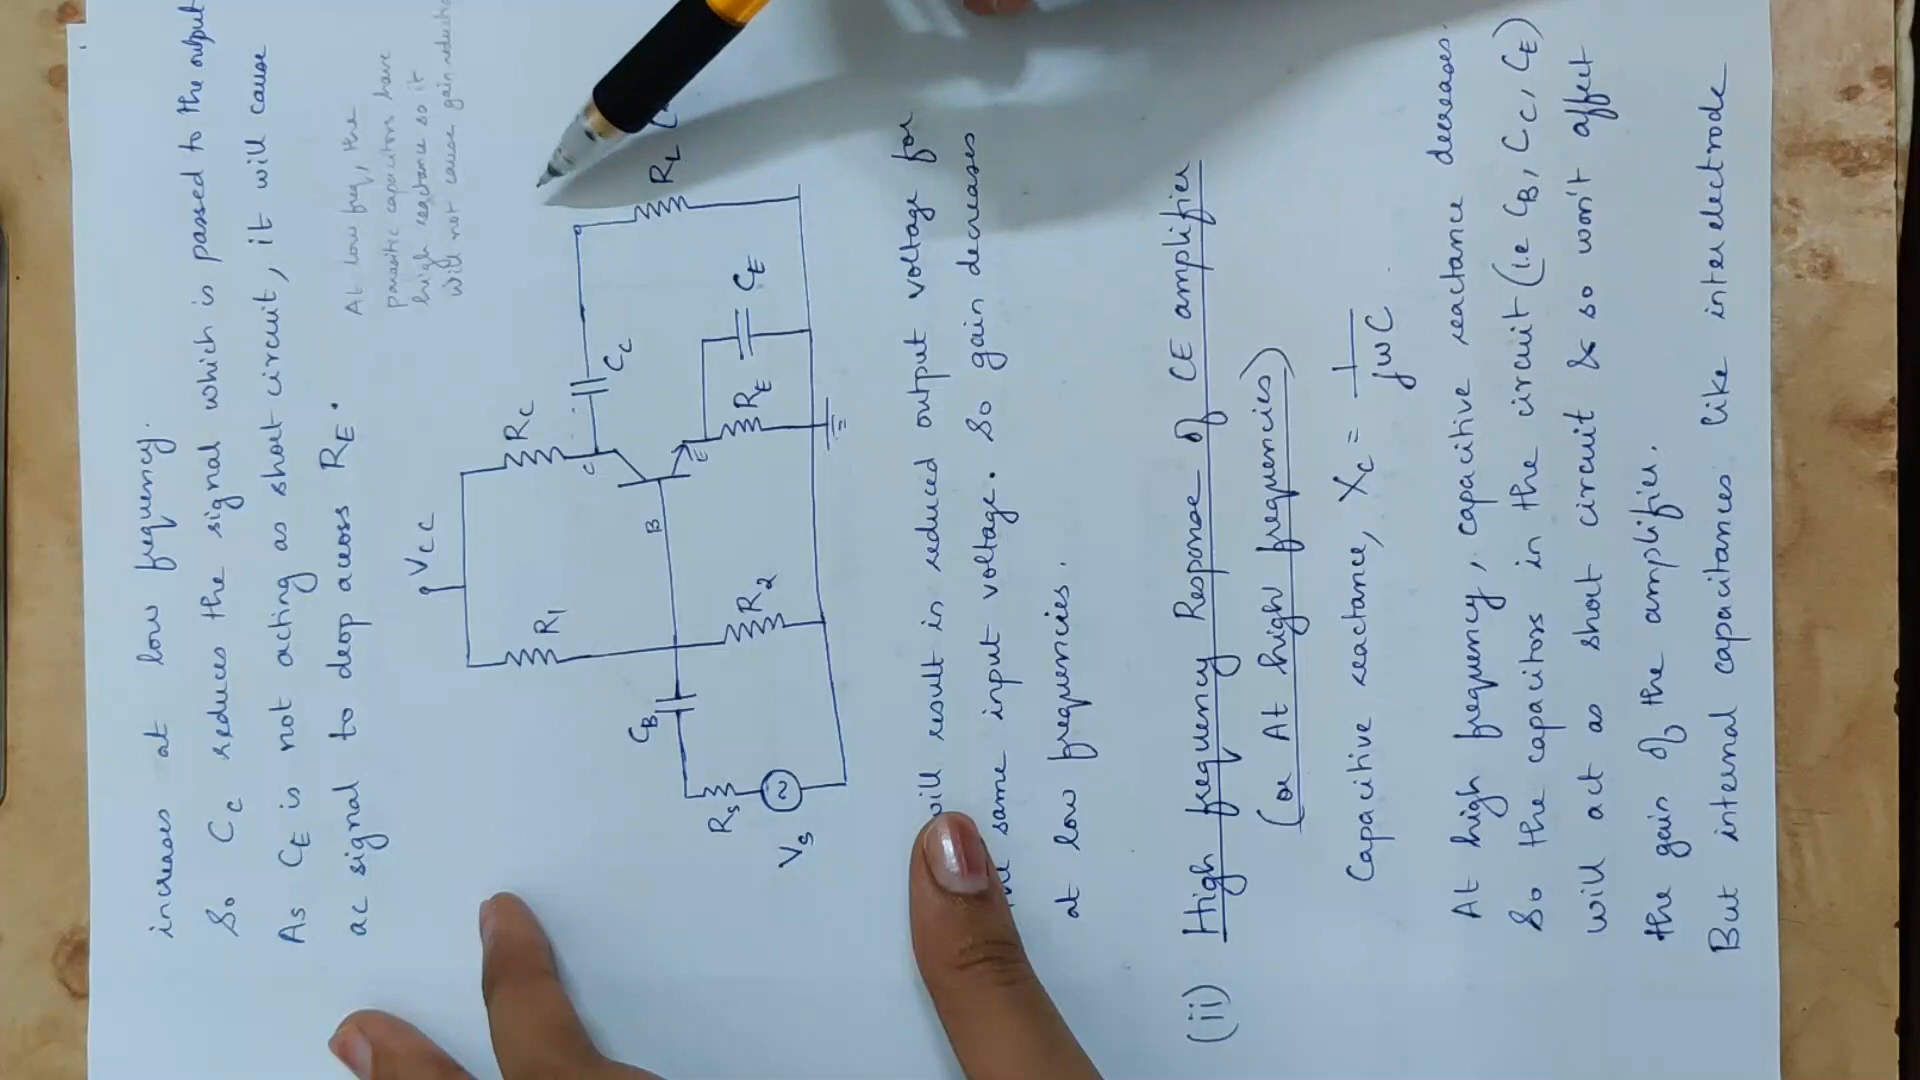 increases at low frequency.
So Cc reduces the signal which is passed to the output
As CE is not acting as short circuit, it will cause
ac signal to drop across RE.
At low freq, the
parasitic capacitors have
high reactance so it
will not cause gain reduction
VCC
R1
RC
CC
C
B
E
RL
CB
R2
RE
CE
Rs
Vs
~
will result in reduced output voltage for
same input voltage. So gain decreases
at low frequencies.
(ii) High frequency Response of CE amplifier
(or At high frequencies)
Capacitive reactance, Xc = 1/jωC
At high frequency, capacitive reactance decreases.
So the capacitors in the circuit (i.e CB, CC, CE)
will act as short circuit & so won't affect
the gain of the amplifier.
But internal capacitances like interelectrode